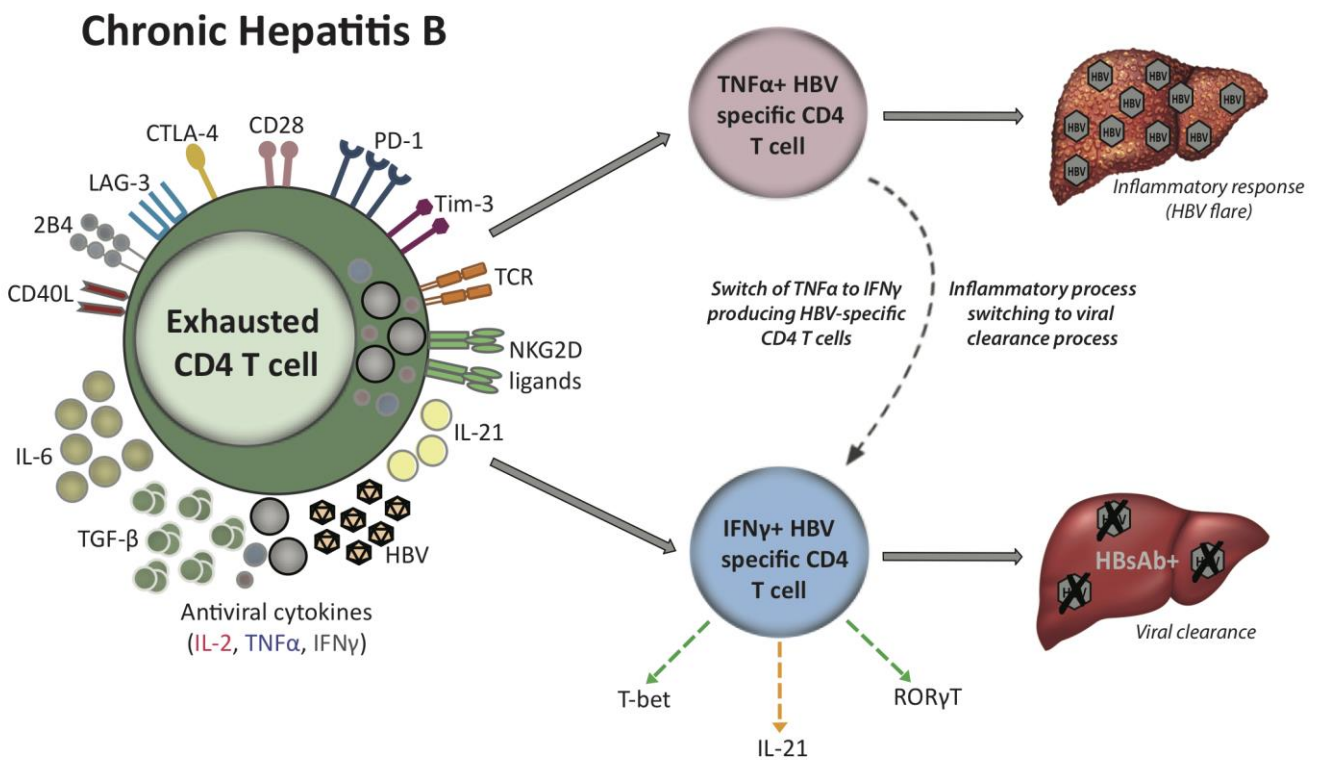 Chronic Hepatitis B
CTLA-4
CD28
PD-1
LAG-3
Tim-3
2B4
TCR
CD40L
Exhausted
CD4 T cell
NKG2D
ligands
IL-6
IL-21
TGF-β
HBV
Antiviral cytokines
(IL-2, TNFα, IFNγ)
TNFα+ HBV
specific CD4
T cell
HBV
HBV
HBV
HBV
HBV
HBV
HBV
HBV
HBV
HBV
Inflammatory response
(HBV flare)
Switch of TNFα to IFNγ
producing HBV-specific
CD4 T cells
Inflammatory process
switching to viral
clearance process
IFNγ+ HBV
specific CD4
T cell
HBV
HBsAb+
HBV
HBV
Viral clearance
T-bet
IL-21
RORγT